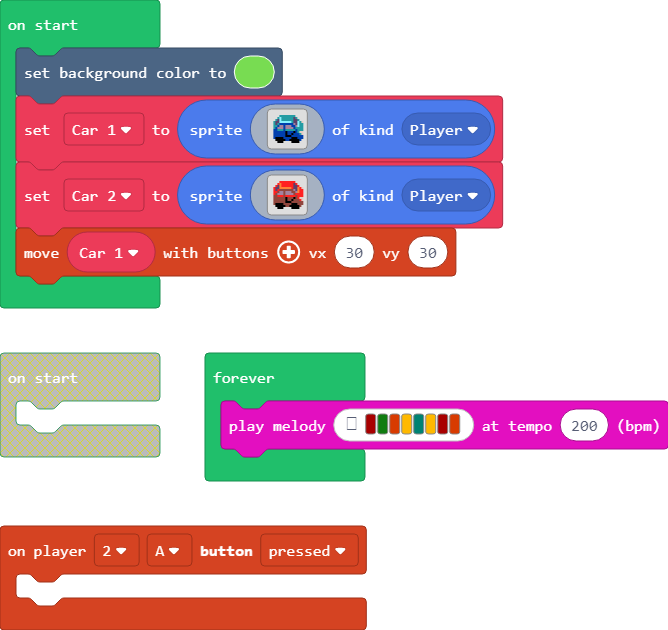 on start
set background color to
set Car 1 to sprite of kind Player
set Car 2 to sprite of kind Player
move Car 1 with buttons vx 30 vy 30
on start
forever
play melody at tempo 200 (bpm)
on player 2 A button pressed